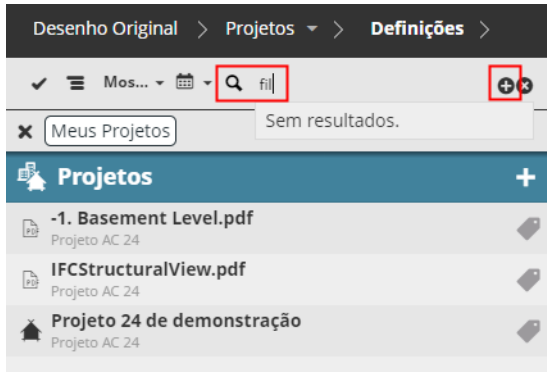 Desenho Original > Projetos > Definições >
Mos... fil
Sem resultados.
Meus Projetos
Projetos
-1. Basement Level.pdf
Projeto AC 24
IFCStructuralView.pdf
Projeto AC 24
Projeto 24 de demonstração
Projeto AC 24